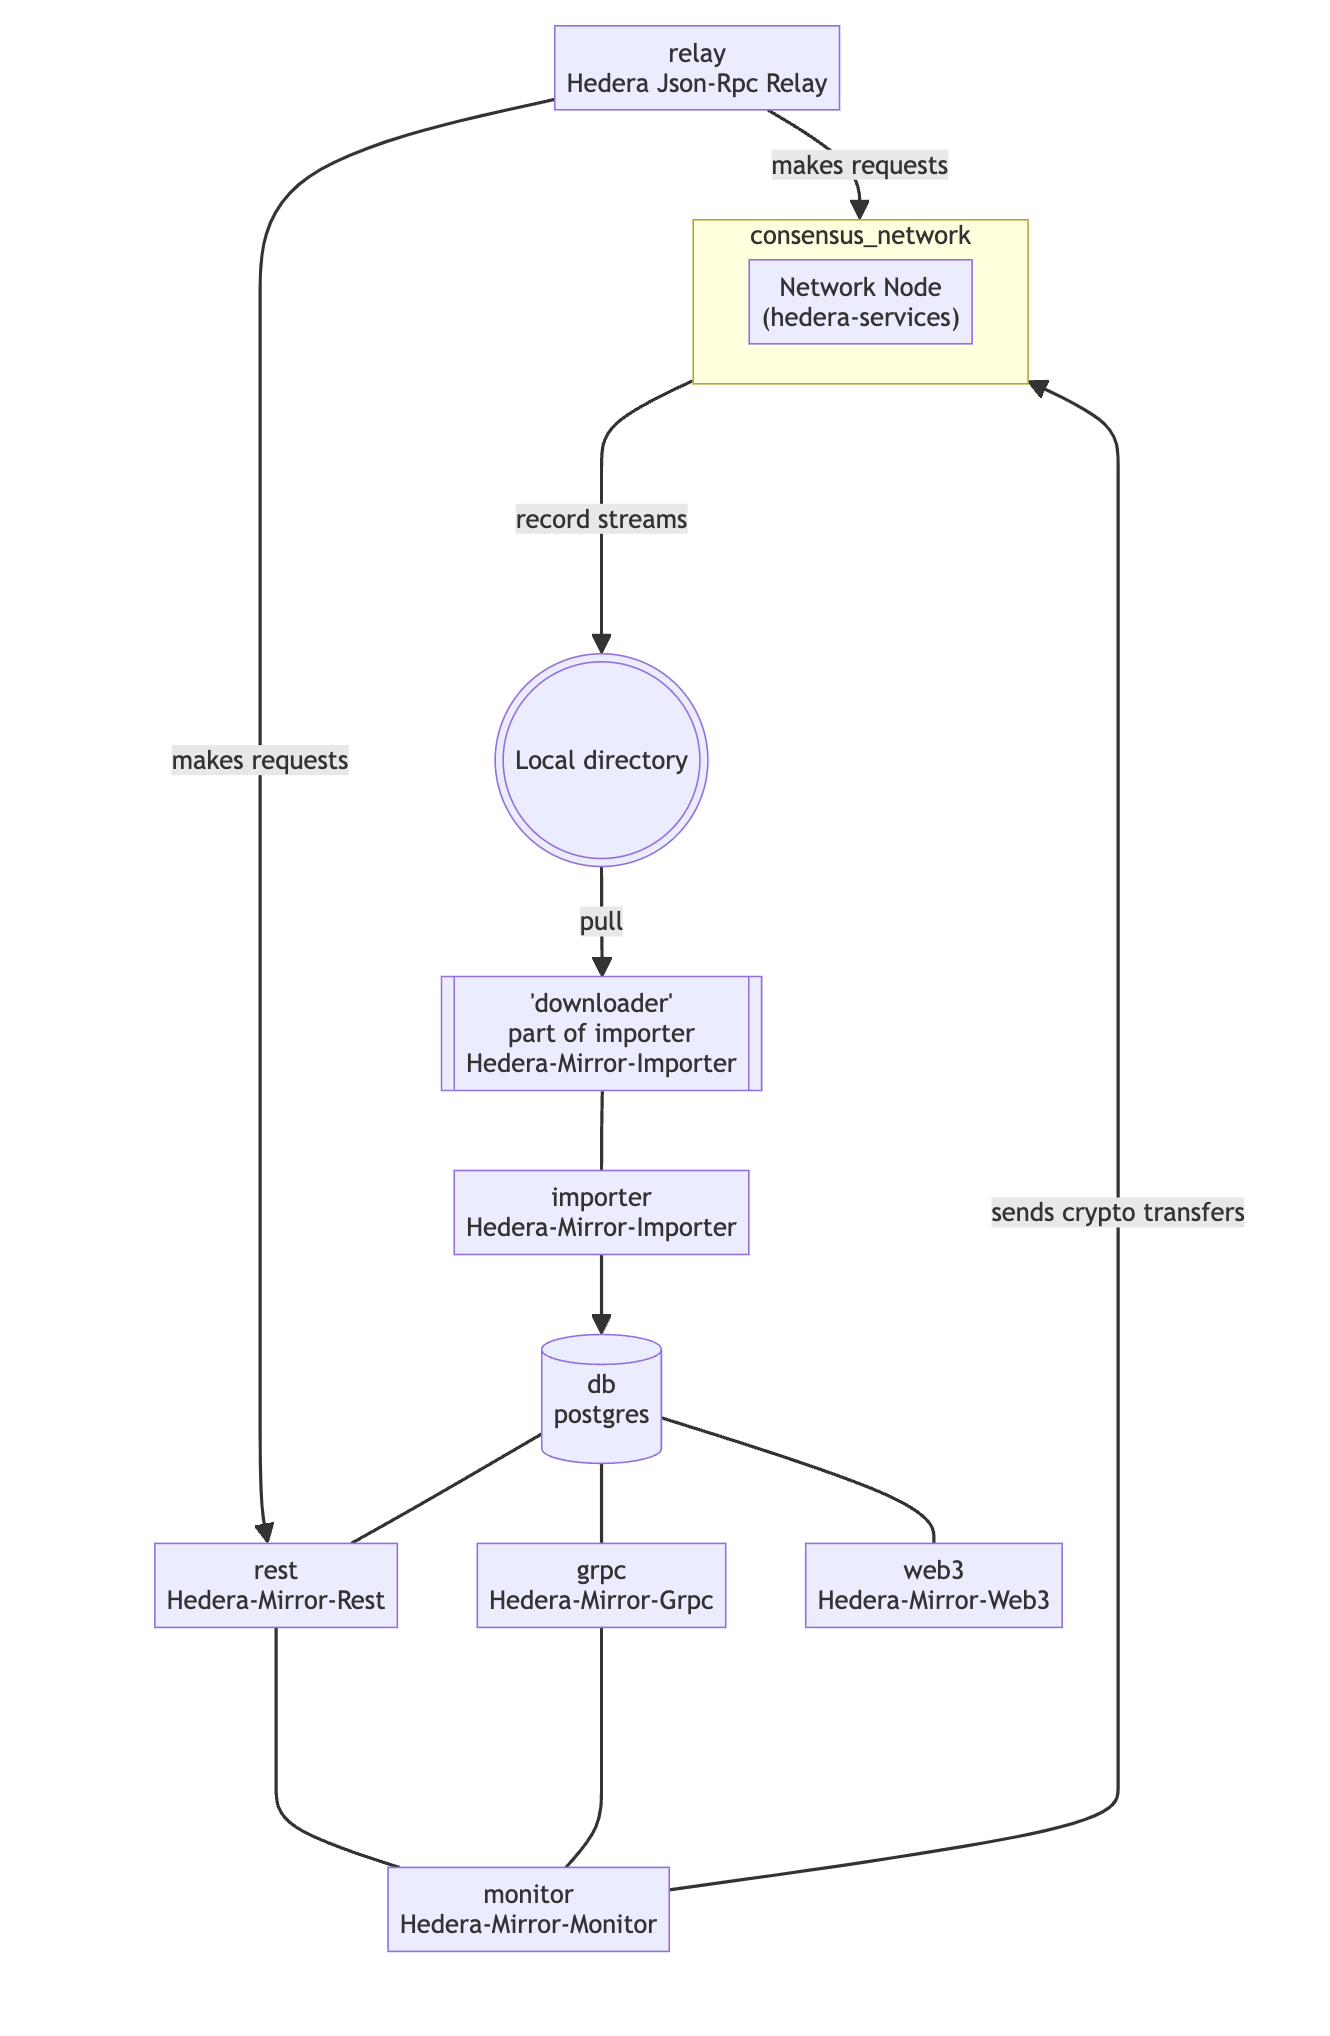 relay
Hedera Json-Rpc Relay
makes requests
consensus_network
Network Node
(hedera-services)
record streams
Local directory
makes requests
pull
'downloader'
part of importer
Hedera-Mirror-Importer
importer
Hedera-Mirror-Importer
sends crypto transfers
db
postgres
rest
Hedera-Mirror-Rest
grpc
Hedera-Mirror-Grpc
web3
Hedera-Mirror-Web3
monitor
Hedera-Mirror-Monitor